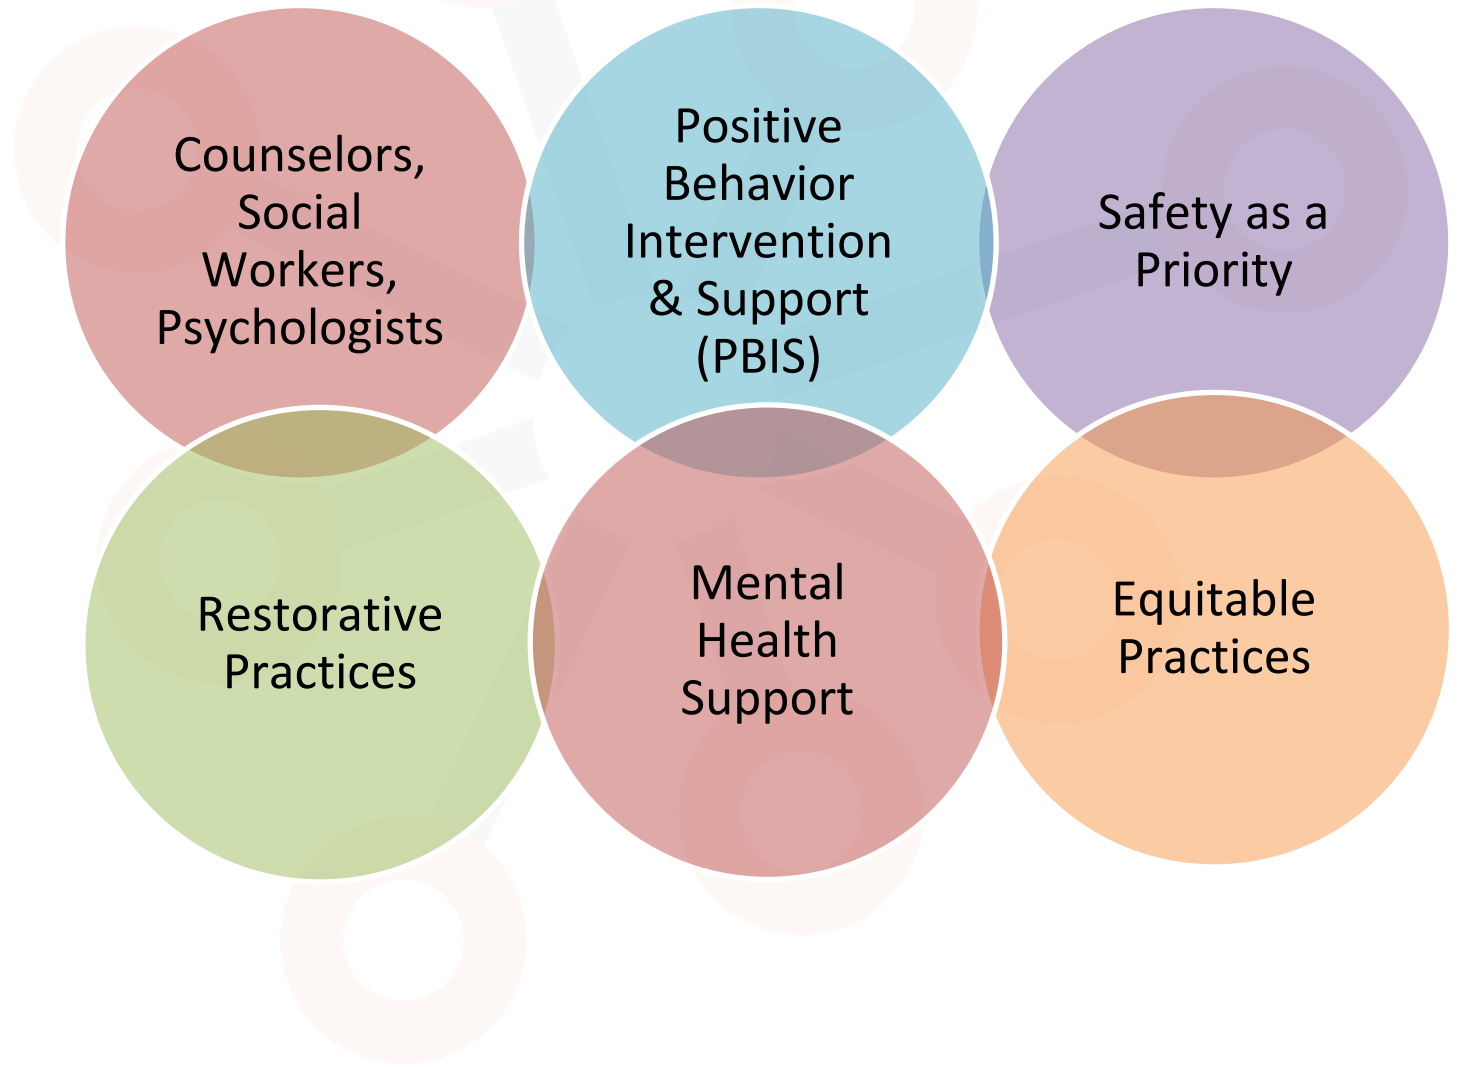 Counselors,
Social
Workers,
Psychologists
Positive
Behavior
Intervention
& Support
(PBIS)
Safety as a
Priority
Restorative
Practices
Mental
Health
Support
Equitable
Practices